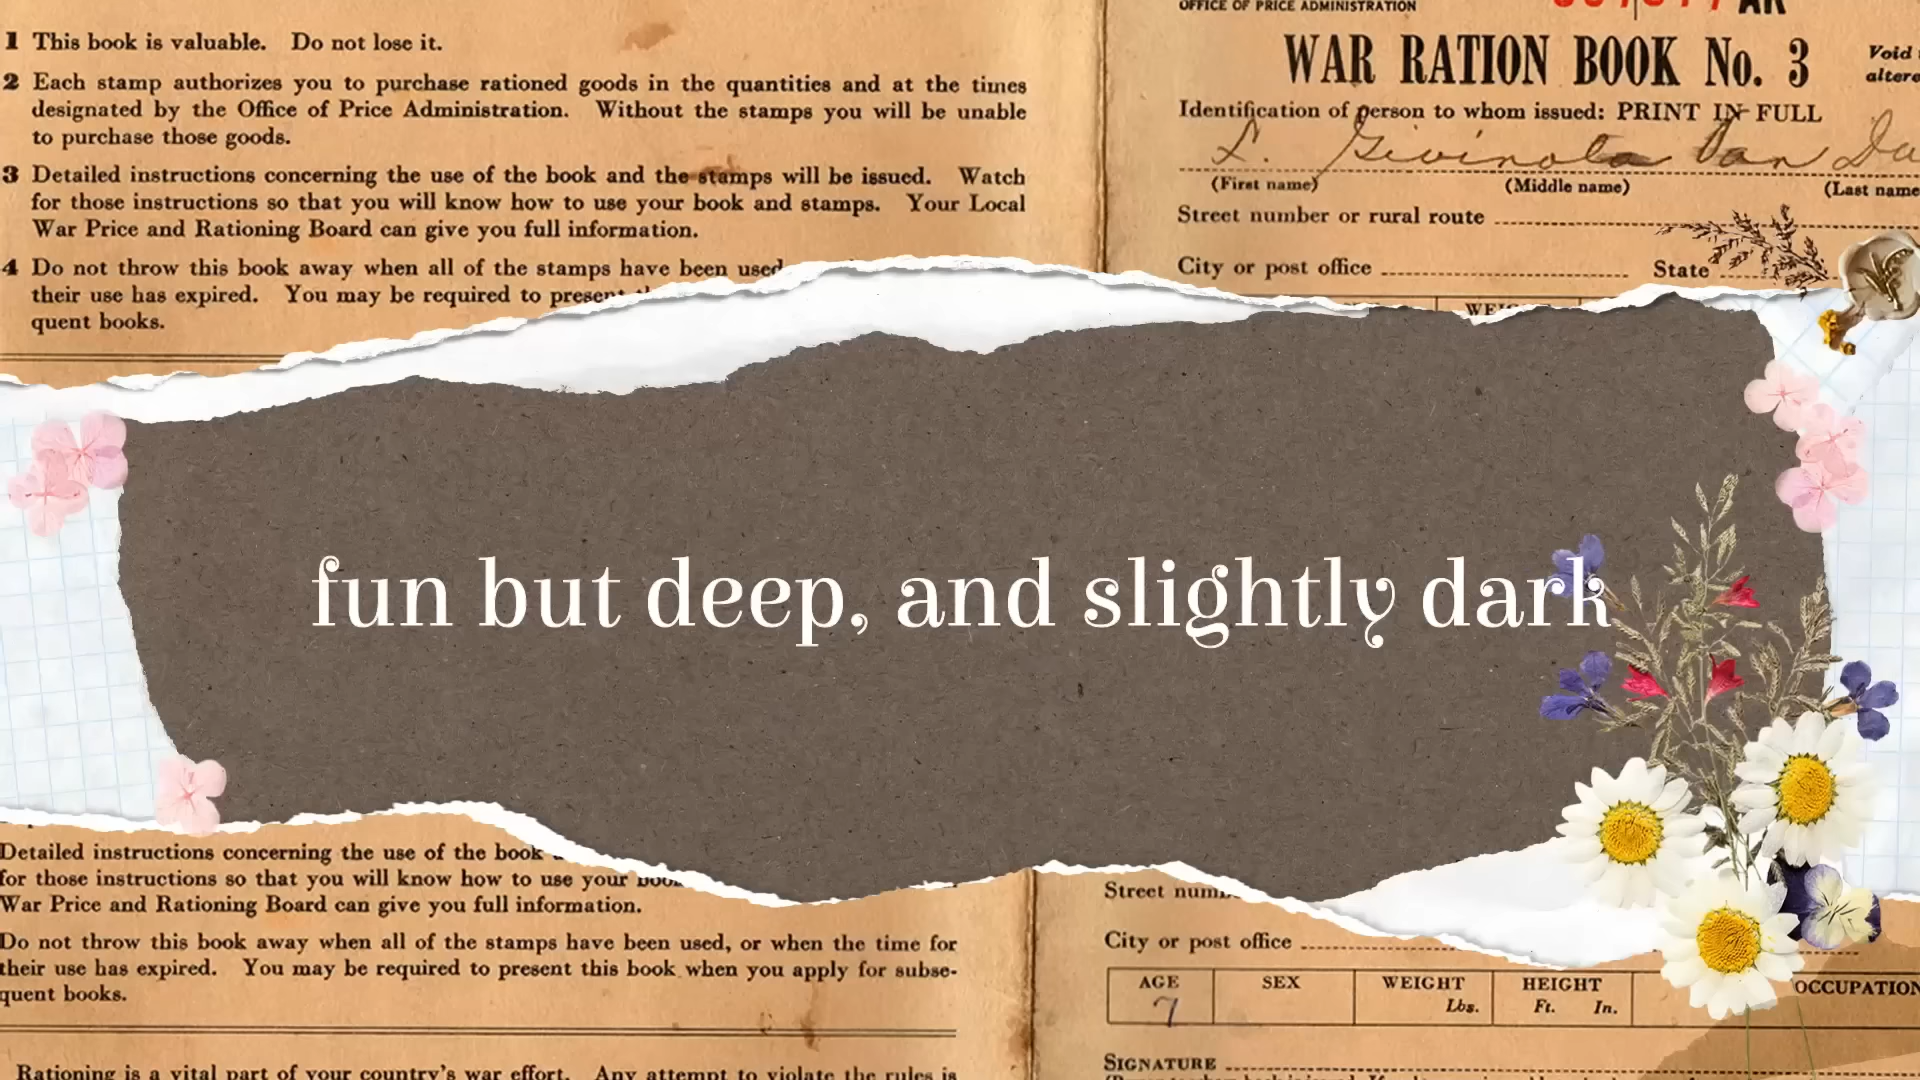 1 This book is valuable. Do not lose it.
2 Each stamp authorizes you to purchase rationed goods in the quantities and at the times
designated by the Office of Price Administration. Without the stamps you will be unable
to purchase those goods.
3 Detailed instructions concerning the use of the book and the stamps will be issued. Watch
for those instructions so that you will know how to use your book and stamps. Your Local
War Price and Rationing Board can give you full information.
4 Do not throw this book away when all of the stamps have been used
their use has expired. You may be required to present
quent books.
OFFICE OF PRICE ADMINISTRATION
WAR RATION BOOK No. 3
Void
altere
Identification of person to whom issued: PRINT IN FULL
(First name) (Middle name) (Last name
Street number or rural route
City or post office State
fun but deep, and slightly dark
Detailed instructions concerning the use of the book
for those instructions so that you will know how to use your
War Price and Rationing Board can give you full information.
Do not throw this book away when all of the stamps have been used, or when the time for
their use has expired. You may be required to present this book when you apply for subse-
quent books.
Rationing is a vital part of your country's war effort. Any attempt to violate the rules is
Street
City or post office
AGE SEX WEIGHT HEIGHT OCCUPATION
7 Lbs. Ft. In.
SIGNATURE